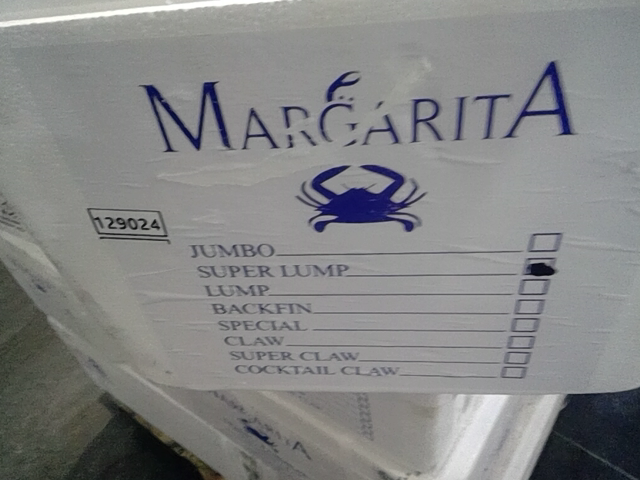 MARGARITA
129024
JUMBO
SUPER LUMP
LUMP
BACKFIN
SPECIAL
CLAW
SUPER CLAW
COCKTAIL CLAW